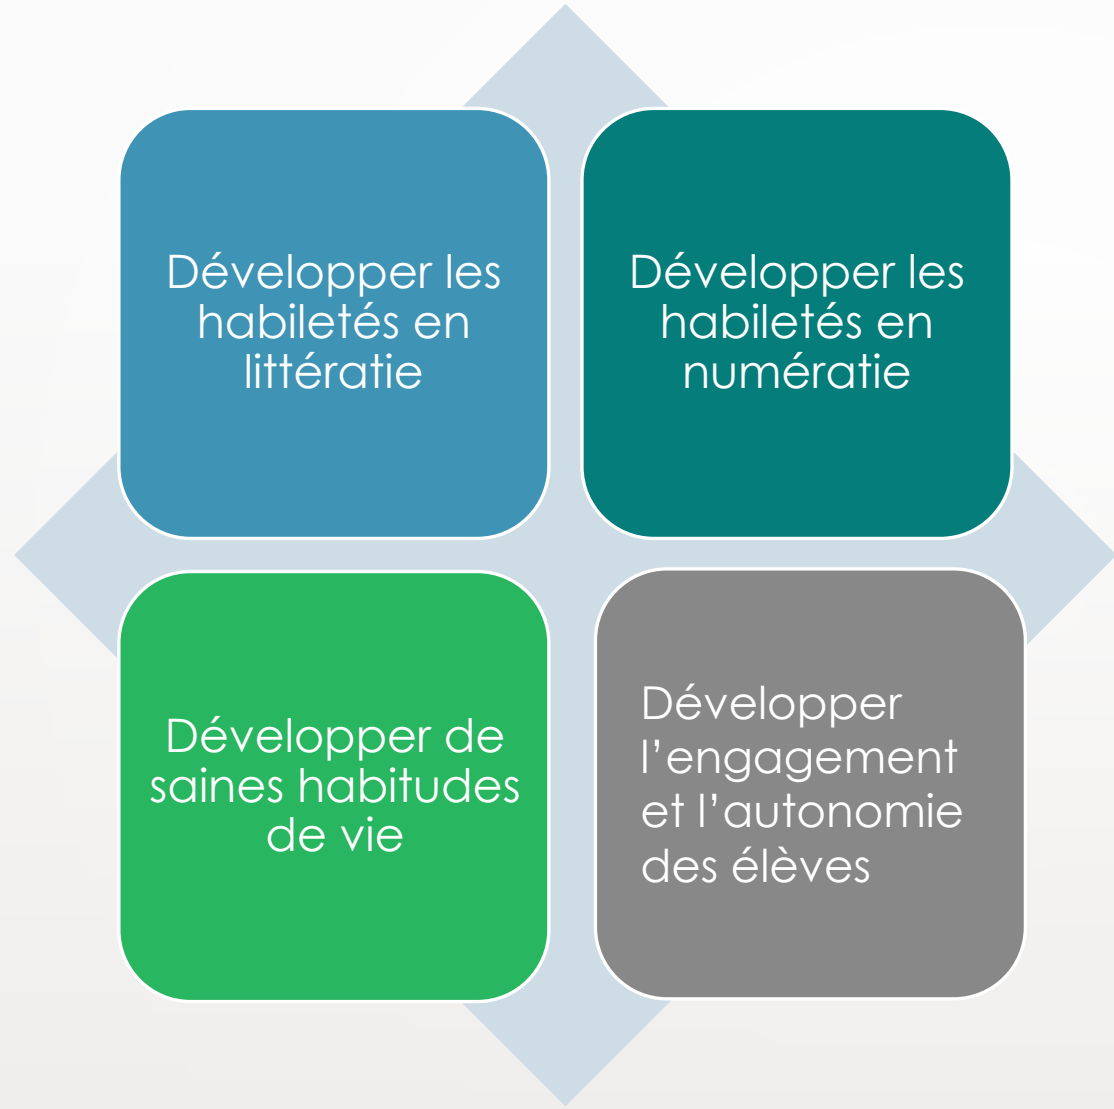 Développer les
habiletés en
littératie
Développer les
habiletés en
numératie
Développer de
saines habitudes
de vie
Développer
l’engagement
et l’autonomie
des élèves